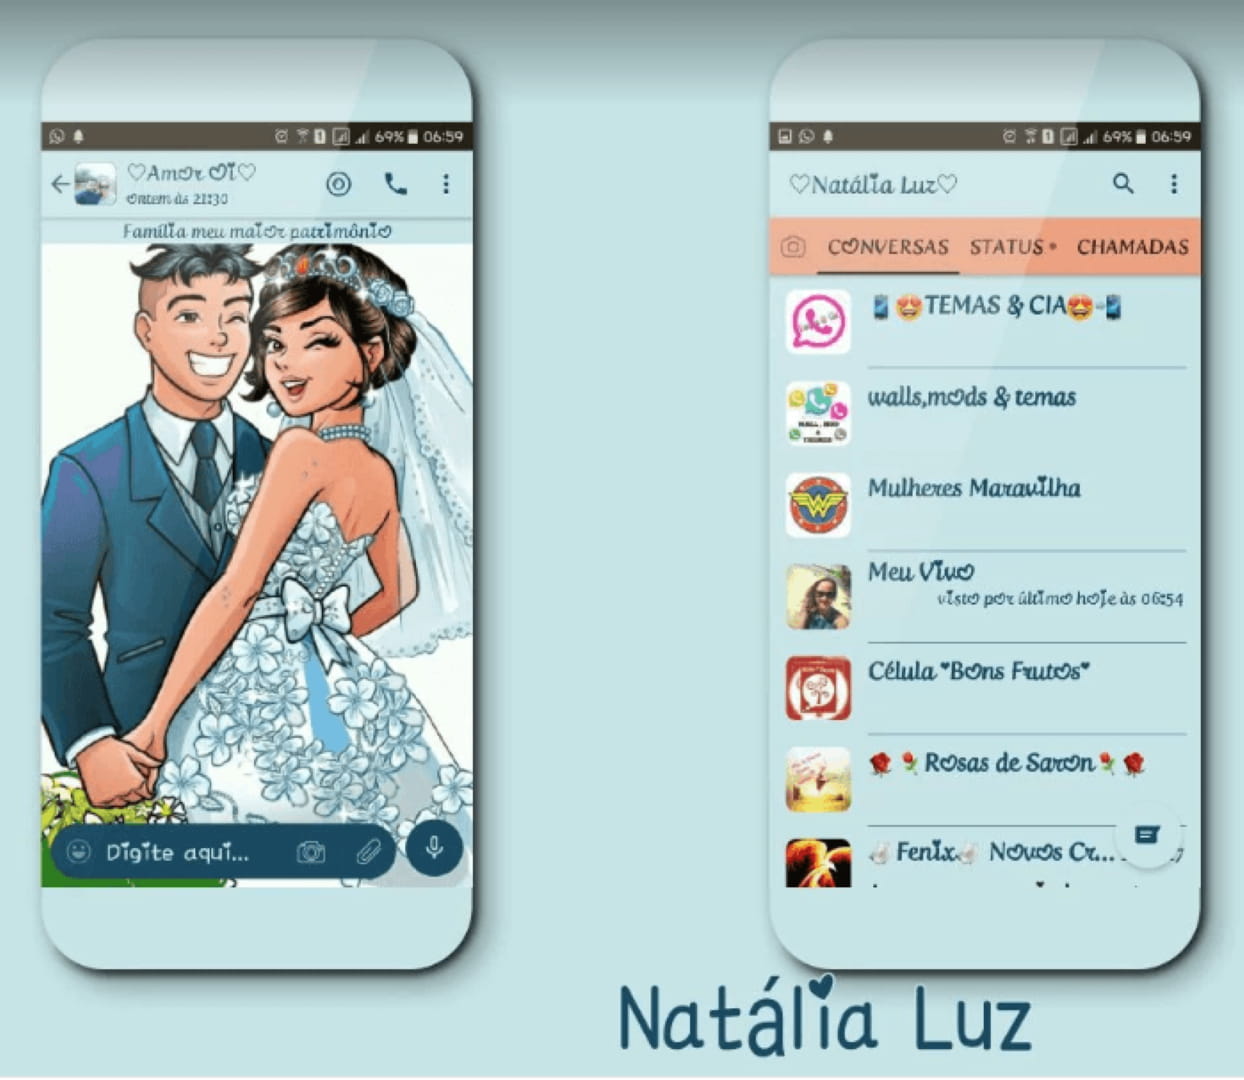 69% 06:59
♡Amor Oi♡
Ontem às 21:30
Família meu maior patrimônio
Digite aqui...
69% 06:59
♡Natália Luz♡
CONVERSAS STATUS• CHAMADAS
📱😍TEMAS & CIA😍📲
walls,mods & temas
Mulheres Maravilha
Meu Vivo
visto por último hoje às 06:54
Célula ♥Bons Frutos♥
🌹🌹Rosas de Saron🌹🌹
🕊Fenix🕊 Novos Cr...
Natália Luz